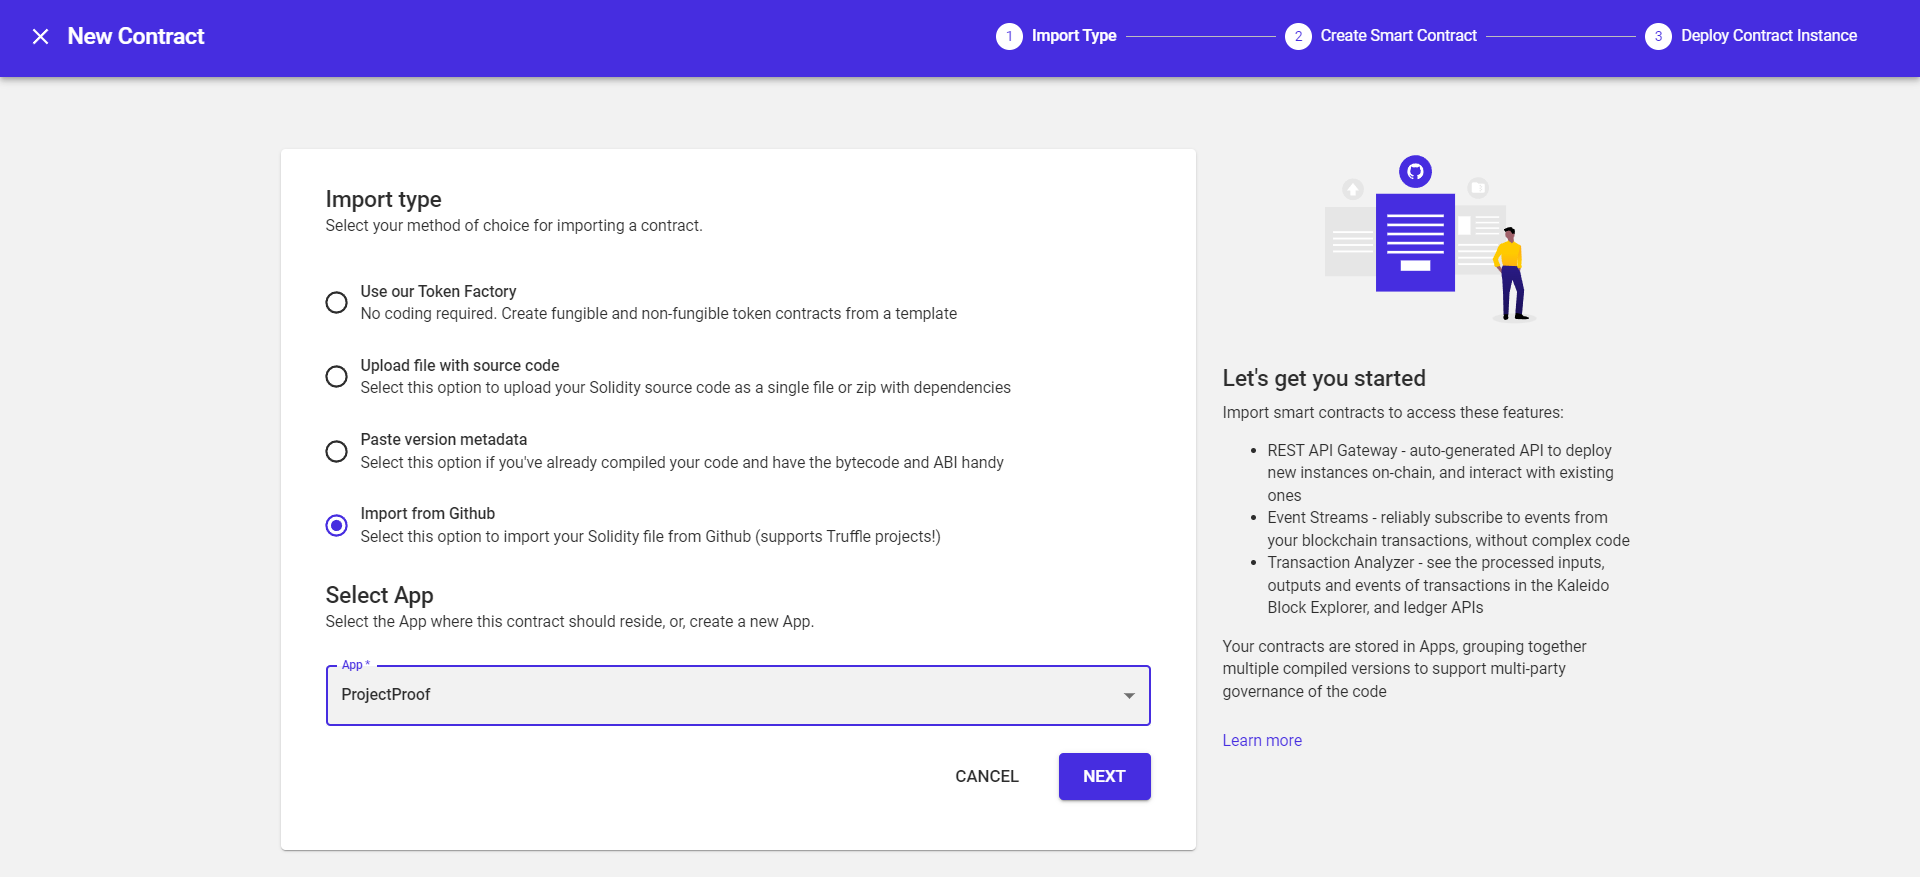 New Contract
1 Import Type
2 Create Smart Contract
3 Deploy Contract Instance
Import type
Select your method of choice for importing a contract.
Use our Token Factory
No coding required. Create fungible and non-fungible token contracts from a template
Upload file with source code
Select this option to upload your Solidity source code as a single file or zip with dependencies
Paste version metadata
Select this option if you've already compiled your code and have the bytecode and ABI handy
Import from Github
Select this option to import your Solidity file from Github (supports Truffle projects!)
Select App
Select the App where this contract should reside, or, create a new App.
App *
ProjectProof
CANCEL
NEXT
Let's get you started
Import smart contracts to access these features:
• REST API Gateway - auto-generated API to deploy
new instances on-chain, and interact with existing
ones
• Event Streams - reliably subscribe to events from
your blockchain transactions, without complex code
• Transaction Analyzer - see the processed inputs,
outputs and events of transactions in the Kaleido
Block Explorer, and ledger APIs
Your contracts are stored in Apps, grouping together
multiple compiled versions to support multi-party
governance of the code
Learn more